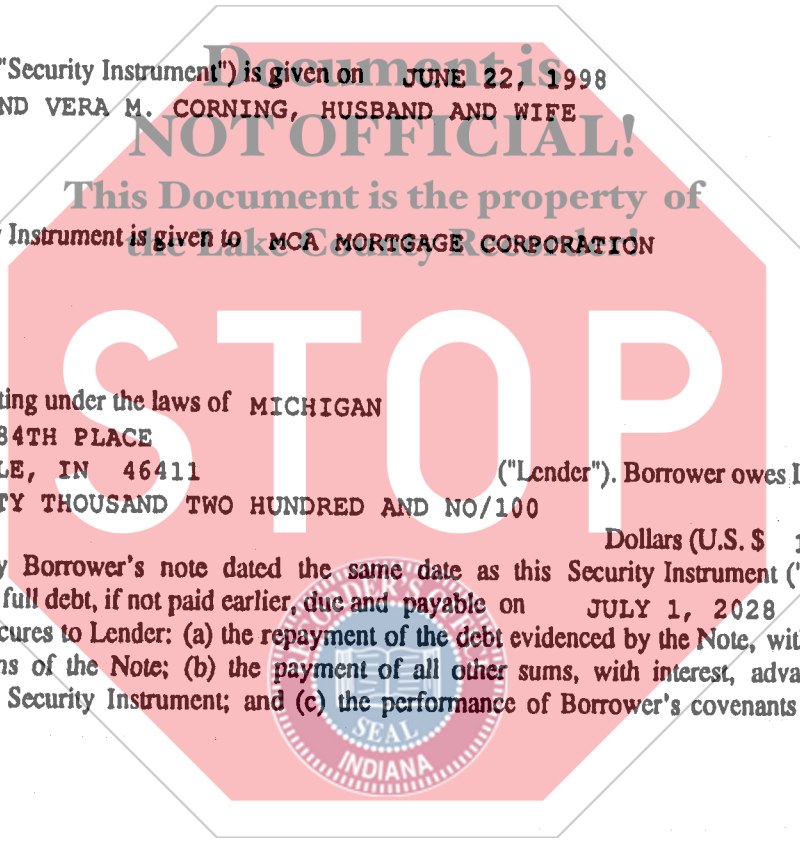 "Security Instrument") is given on JUNE 22, 1998
ND VERA M. CORNING, HUSBAND AND WIFE
Document is
NOT OFFICIAL!
This Document is the property of
the Lake County Recorder!
Instrument is given to MCA MORTGAGE CORPORATION
STOP
ting under the laws of MICHIGAN
84TH PLACE
LE, IN 46411
("Lender"). Borrower owes L
TY THOUSAND TWO HUNDRED AND NO/100
Dollars (U.S. $ 1
y Borrower's note dated the same date as this Security Instrument ("
full debt, if not paid earlier, due and payable on JULY 1, 2028
cures to Lender: (a) the repayment of the debt evidenced by the Note, wit
ns of the Note; (b) the payment of all other sums, with interest, adva
Security Instrument; and (c) the performance of Borrower's covenants
SEAL
INDIANA